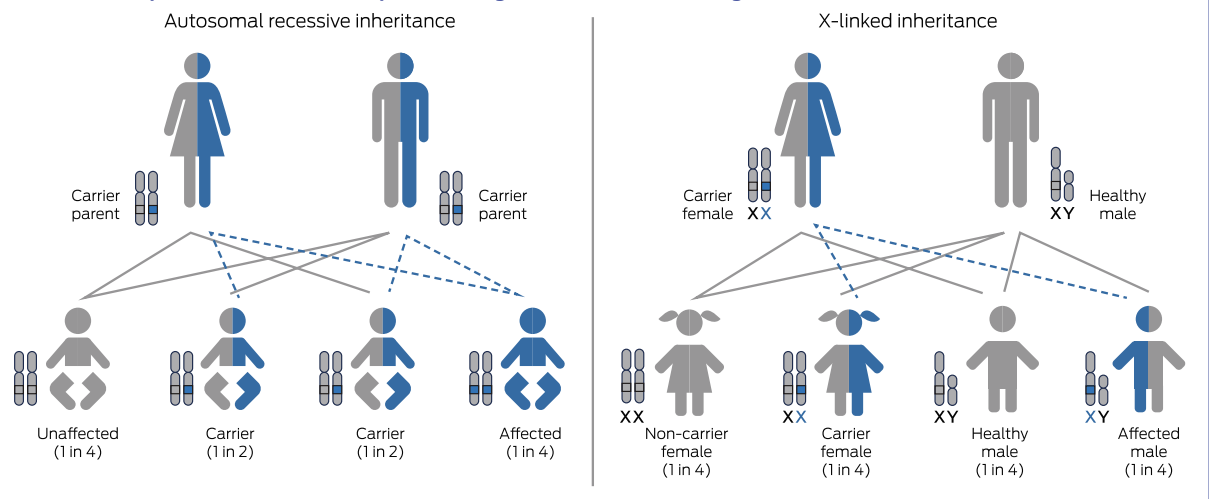 Autosomal recessive inheritance
Carrier
parent
Carrier
parent
Unaffected
(1 in 4)
Carrier
(1 in 2)
Carrier
(1 in 2)
Affected
(1 in 4)
X-linked inheritance
Carrier
female
XX
XY
Healthy
male
XX
Non-carrier
female
(1 in 4)
XX
Carrier
female
(1 in 4)
XY
Healthy
male
(1 in 4)
XY
Affected
male
(1 in 4)